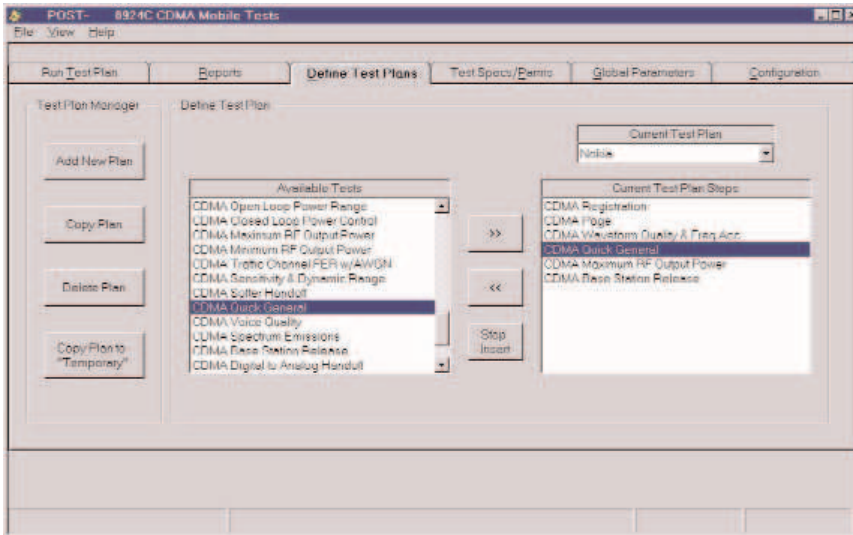 POST- 8924C CDMA Mobile Tests
File View Help
Run Test Plan Reports Define Test Plans Test Specs/Parms Global Parameters Configuration
Test Plan Manager
Add New Plan
Copy Plan
Delete Plan
Copy Plan to
"Temporary"
Define Test Plan
Current Test Plan
Nokia
Available Tests
CDMA Open Loop Power Range
CDMA Closed Loop Power Control
CDMA Maximum RF Output Power
CDMA Minimum RF Output Power
CDMA Traffic Channel FER w/AWGN
CDMA Sensitivity & Dynamic Range
CDMA Softer Handoff
CDMA Quick General
CDMA Voice Quality
CDMA Spectrum Emissions
CDMA Base Station Release
CDMA Digital to Analog Handoff
>>
<<
Stop
Insert
Current Test Plan Steps
CDMA Registration
CDMA Page
CDMA Waveform Quality & Freq Acc
CDMA Quick General
CDMA Maximum RF Output Power
CDMA Base Station Release